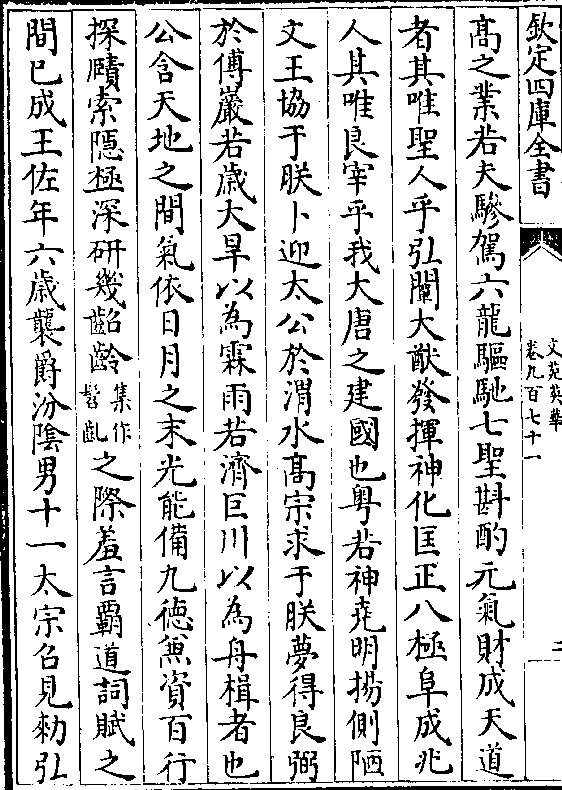 欽定四庫全書
文苑英華
卷九百七十一
二
髙之業若夫驂駕六龍驅馳七聖斟酌元氣財成天道
者其唯聖人乎引闡大猷發揮神化匡正八極阜成兆
人其唯良宰乎我大唐之建國也粤若神堯明揚側陋
文王協于朕卜迎太公於渭水髙宗求于朕夢得良弼
於傅巖若歲大旱以為霖雨若濟巨川以為舟楫者也
公含天地之間氣依日月之末光能備九德兼資百行
探賾索隱極深研幾齠齡集作髫齓之際羞言覇道詞賦之
間已成王佐年六歲襲爵汾隂男十一太宗召見勑弘